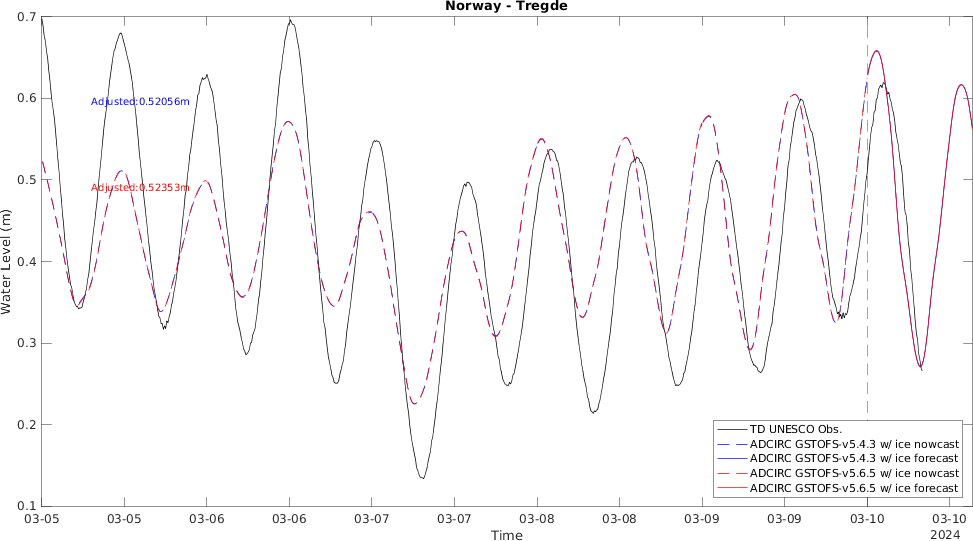 Norway - Tregde
Water Level (m)
0.7
0.6
0.5
0.4
0.3
0.2
0.1
Adjusted:0.52056m
Adjusted:0.52353m
TD UNESCO Obs.
ADCIRC GSTOFS-v5.4.3 w/ ice nowcast
ADCIRC GSTOFS-v5.4.3 w/ ice forecast
ADCIRC GSTOFS-v5.6.5 w/ ice nowcast
ADCIRC GSTOFS-v5.6.5 w/ ice forecast
03-05 03-05 03-06 03-06 03-07 03-07 03-08 03-08 03-09 03-09 03-10 03-10
2024
Time